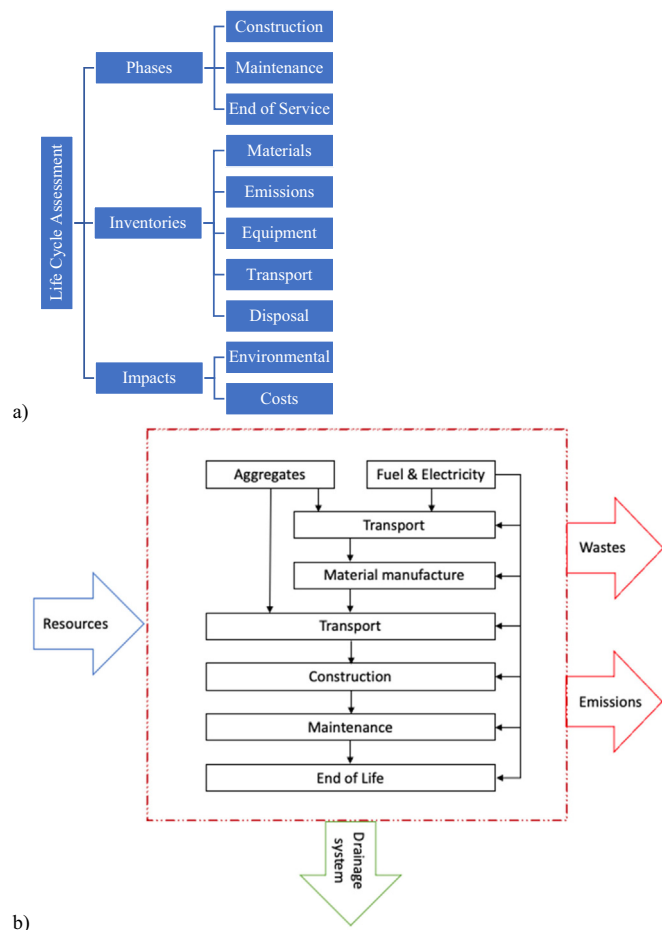 Life Cycle Assessment
Phases
Construction
Maintenance
End of Service
Inventories
Materials
Emissions
Equipment
Transport
Disposal
Impacts
Environmental
Costs
a)
Resources
Aggregates
Fuel & Electricity
Transport
Material manufacture
Transport
Construction
Maintenance
End of Life
Wastes
Emissions
Drainage
system
b)